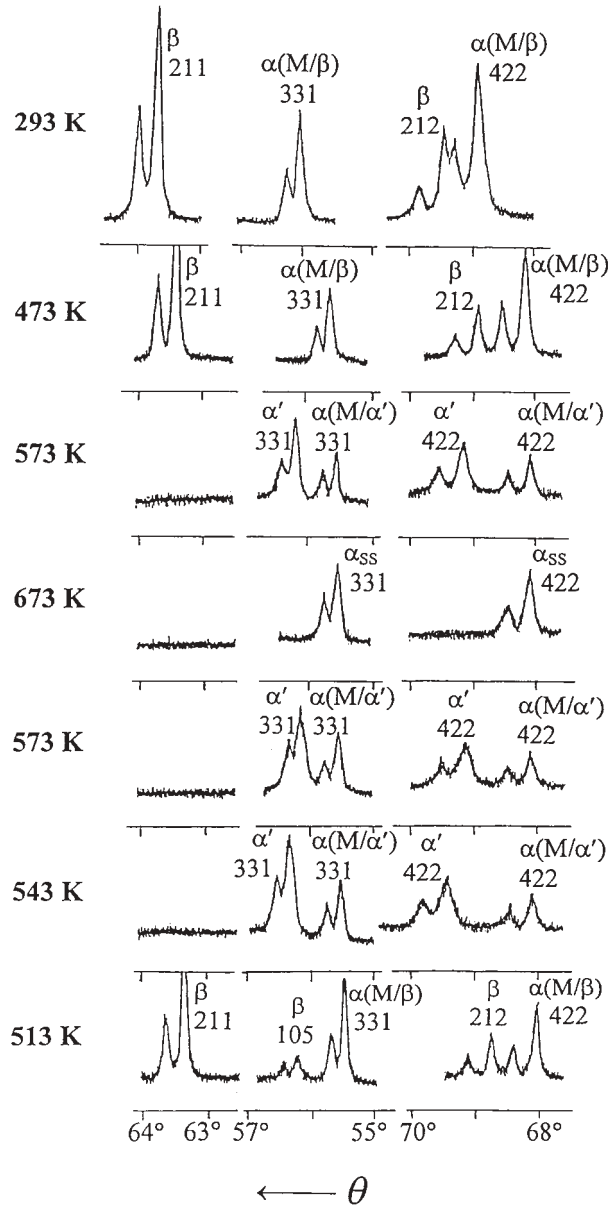 β
211
α(M/β)
331
α(M/β)
422
β
212
293 K
β
211
α(M/β)
331
β
212
α(M/β)
422
473 K
α' α(M/α')
331 331
α' α(M/α')
422 422
573 K
αSS
331
αSS
422
673 K
α' α(M/α')
331 331
α' α(M/α')
422 422
573 K
α' α(M/α')
331 331
α' α(M/α')
422 422
543 K
β
211
β
105
α(M/β)
331
β
212
α(M/β)
422
513 K
64° 63° 57° 55° 70° 68°
← θ